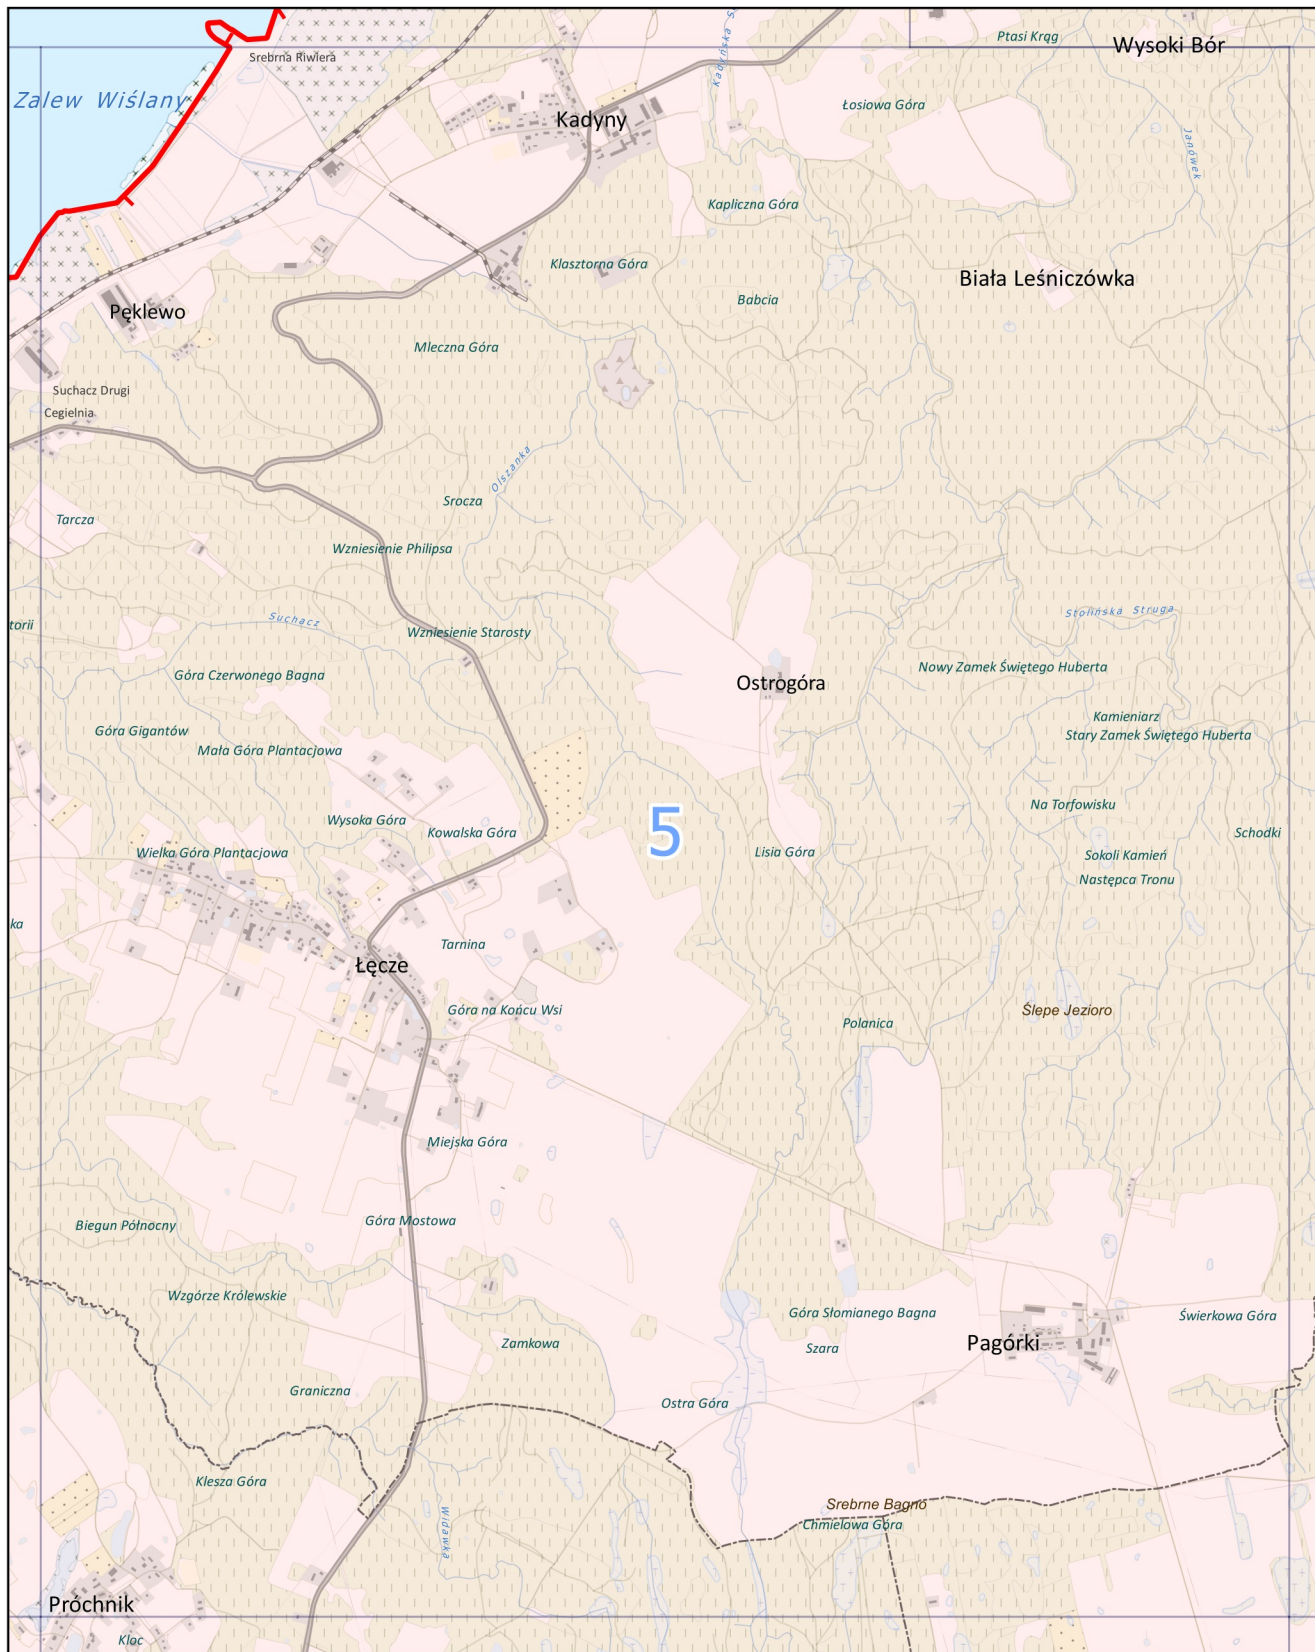 Ptasi Krąg
Wysoki Bór
Srebrna Riwiera
Kadyńska S
Zalew Wiślany
Łosiowa Góra
Kadyny
Janówek
Kapliczna Góra
Klasztorna Góra
Biała Leśniczówka
Babcia
Pęklewo
Mleczna Góra
Suchacz Drugi
Cegielnia
Olszanka
Srocza
Tarcza
Wzniesienie Philipsa
Stolińska Struga
Suchacz
torii
Wzniesienie Starosty
Nowy Zamek Świętego Huberta
Góra Czerwonego Bagna
Ostrogóra
Kamieniarz
Góra Gigantów
Stary Zamek Świętego Huberta
Mała Góra Plantacjowa
Na Torfowisku
Wysoka Góra
Kowalska Góra
5
Schodki
Wielka Góra Plantacjowa
Lisia Góra
Sokoli Kamień
Następca Tronu
ka
Tarnina
Łęcze
Góra na Końcu Wsi
Ślepe Jezioro
Polanica
Miejska Góra
Biegun Północny
Góra Mostowa
Wzgórze Królewskie
Góra Słomianego Bagna
Świerkowa Góra
Zamkowa
Szara
Pagórki
Graniczna
Ostra Góra
Klesza Góra
Srebrne Bagno
Widawka
Chmielowa Góra
Próchnik
Kloc